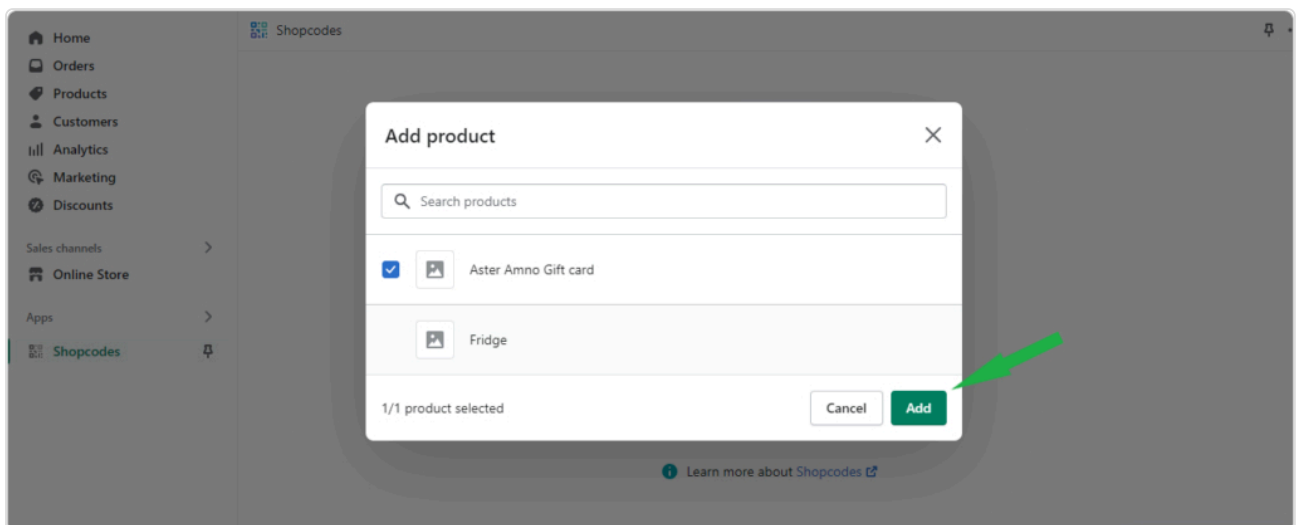 Home
Orders
Products
Customers
Analytics
Marketing
Discounts
Sales channels
Online Store
Apps
Shopcodes
Shopcodes
Add product
Search products
Aster Amno Gift card
Fridge
1/1 product selected
Cancel
Add
Learn more about Shopcodes